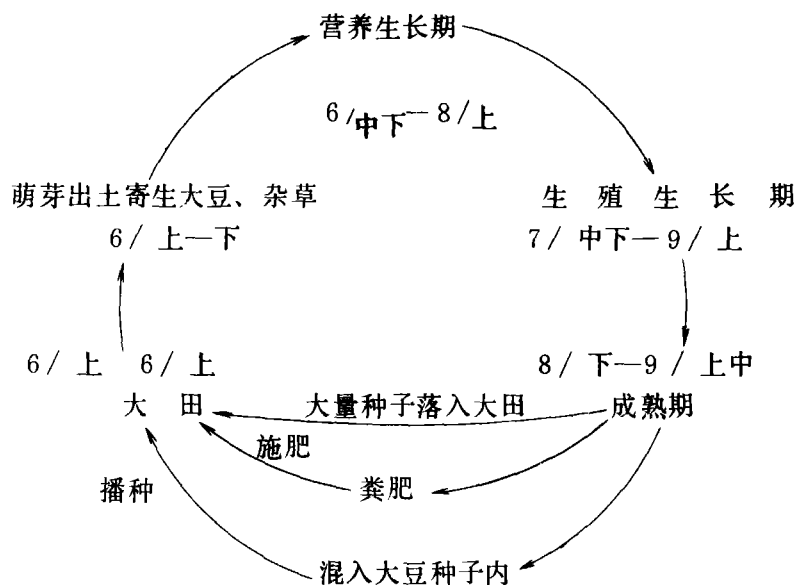 营养生长期
6/中下—8/上
萌芽出土寄生大豆、杂草
生殖生长期
6/上—下
7/中下—9/上
6/上 6/上
8/下—9/上中
大田
大量种子落入大田
成熟期
施肥
播种
粪肥
混入大豆种子内